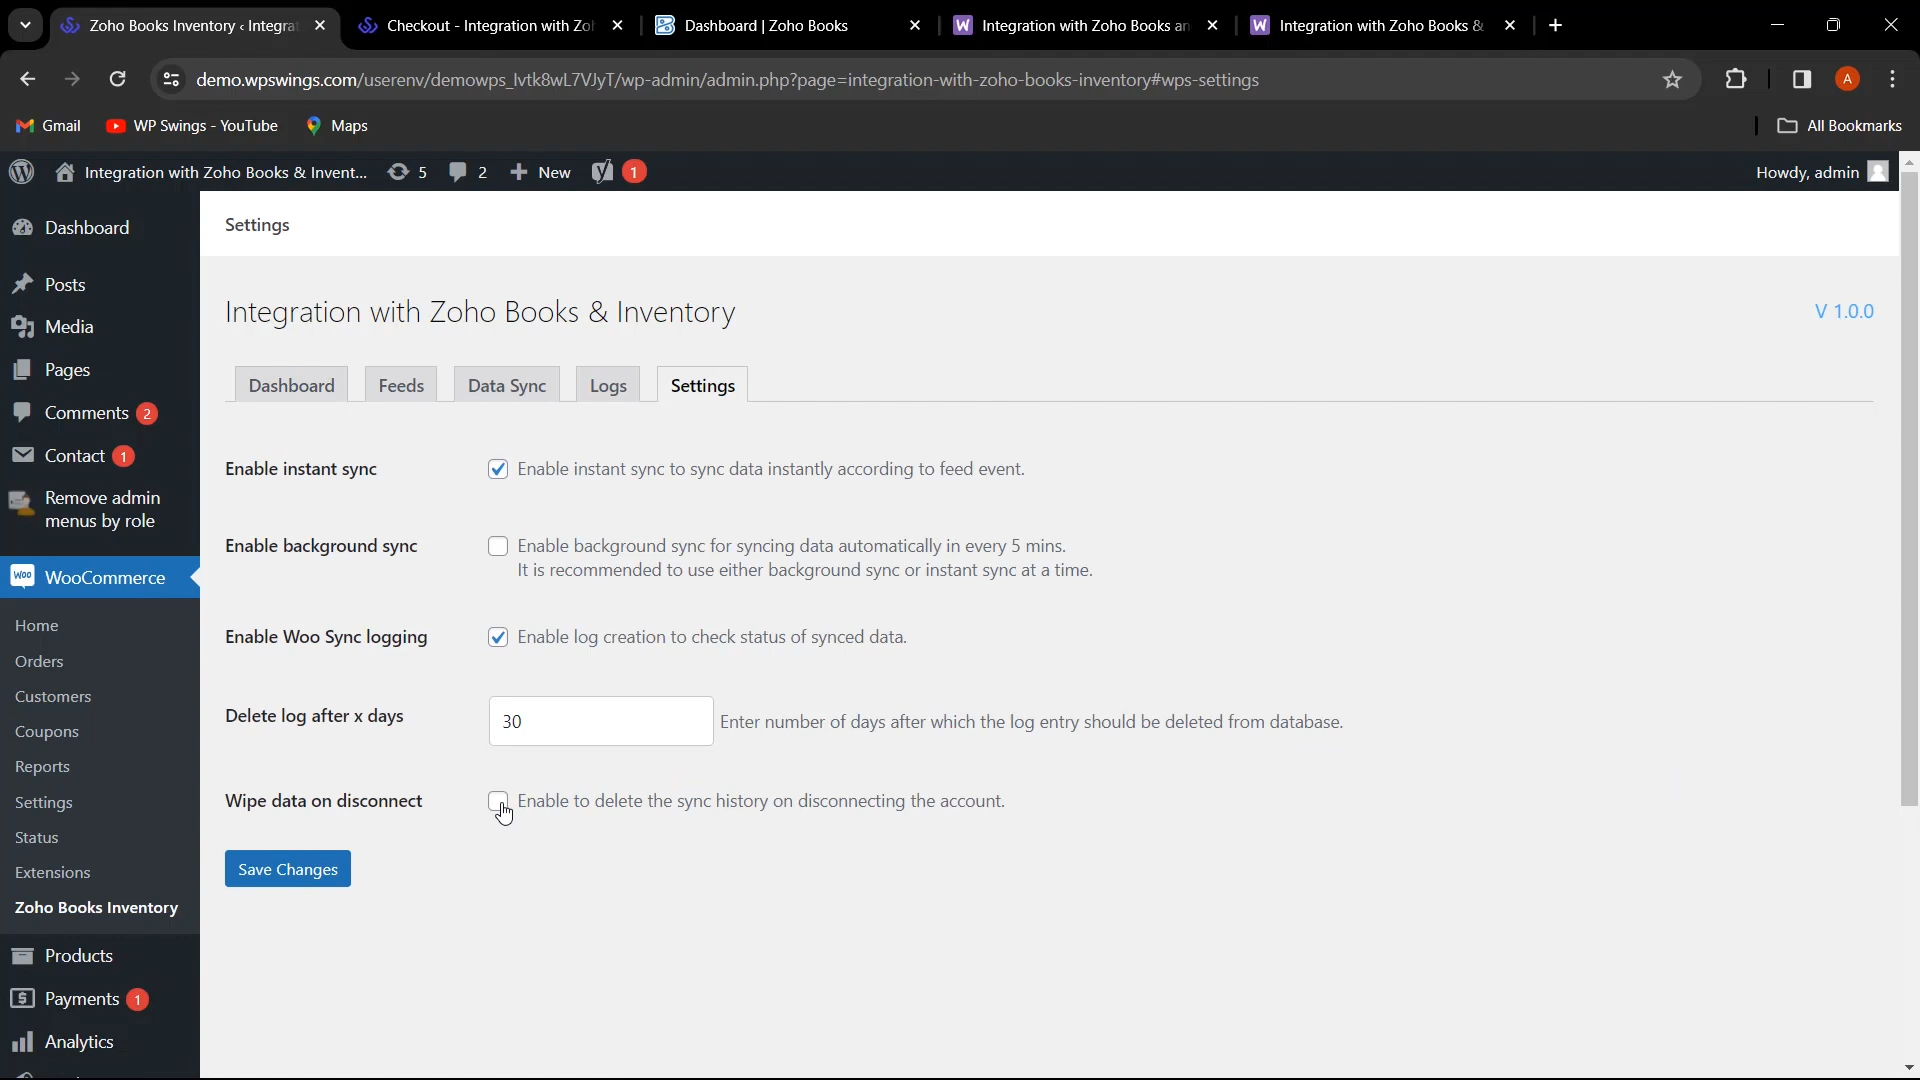 Zoho Books Inventory ‹ Integra
Checkout - Integration with Zoh
Dashboard | Zoho Books
Integration with Zoho Books an
Integration with Zoho Books &
demo.wpswings.com/userenv/demowps_lvtk8wL7VJyT/wp-admin/admin.php?page=integration-with-zoho-books-inventory#wps-settings
A
Gmail
WP Swings - YouTube
Maps
All Bookmarks
Integration with Zoho Books & Invent...
5
2
New
1
Howdy, admin
Dashboard
Posts
Media
Pages
Comments 2
Contact 1
Remove admin
menus by role
WooCommerce
Home
Orders
Customers
Coupons
Reports
Settings
Status
Extensions
Zoho Books Inventory
Products
Payments 1
Analytics
Settings
Integration with Zoho Books & Inventory
V 1.0.0
Dashboard
Feeds
Data Sync
Logs
Settings
Enable instant sync
Enable instant sync to sync data instantly according to feed event.
Enable background sync
Enable background sync for syncing data automatically in every 5 mins.
It is recommended to use either background sync or instant sync at a time.
Enable Woo Sync logging
Enable log creation to check status of synced data.
Delete log after x days
30
Enter number of days after which the log entry should be deleted from database.
Wipe data on disconnect
Enable to delete the sync history on disconnecting the account.
Save Changes